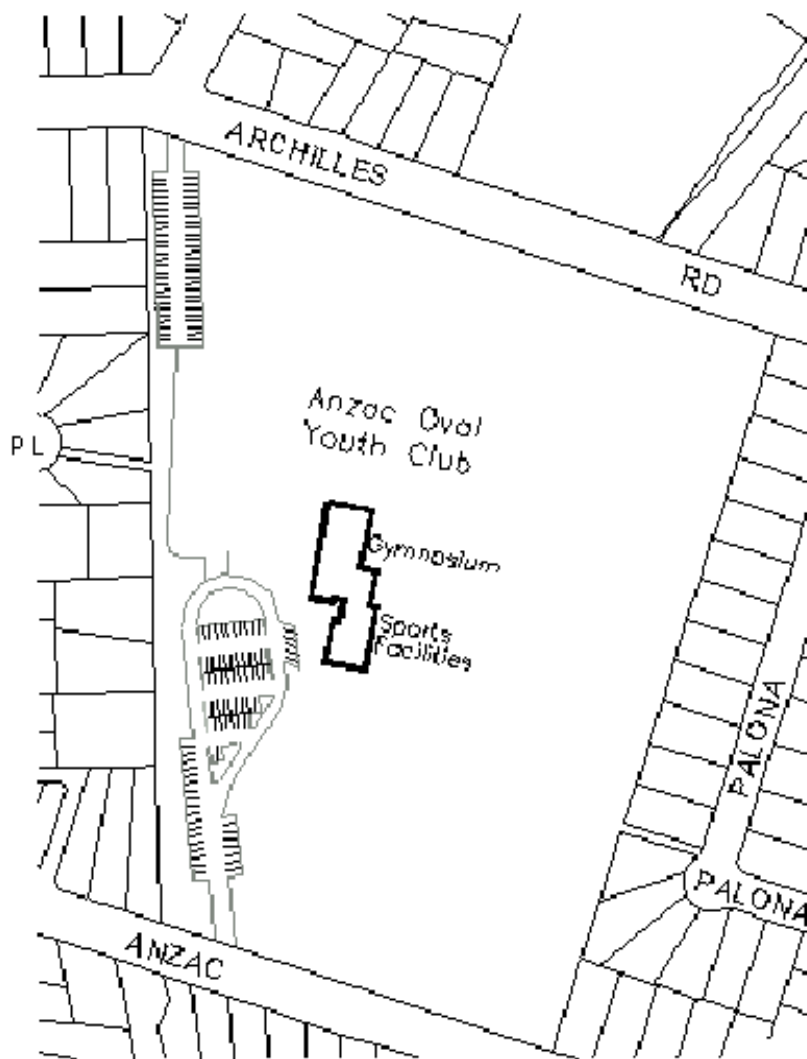 ARCHILLES
RD
Anzac Oval
Youth Club
PL
Gymnasium
Sports
Facilities
PALONA
PALONA
ANZAC